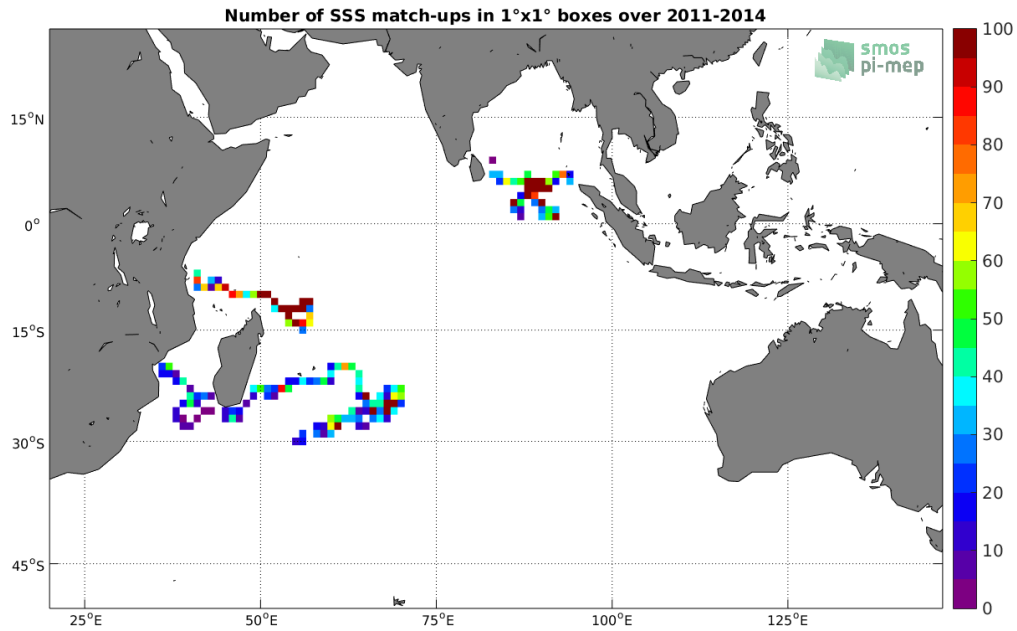 Number of SSS match-ups in 1°x1° boxes over 2011-2014
smos
pi-mep
100
90
80
70
60
50
40
30
20
10
0
15°N
0°
15°S
30°S
45°S
25°E
50°E
75°E
100°E
125°E